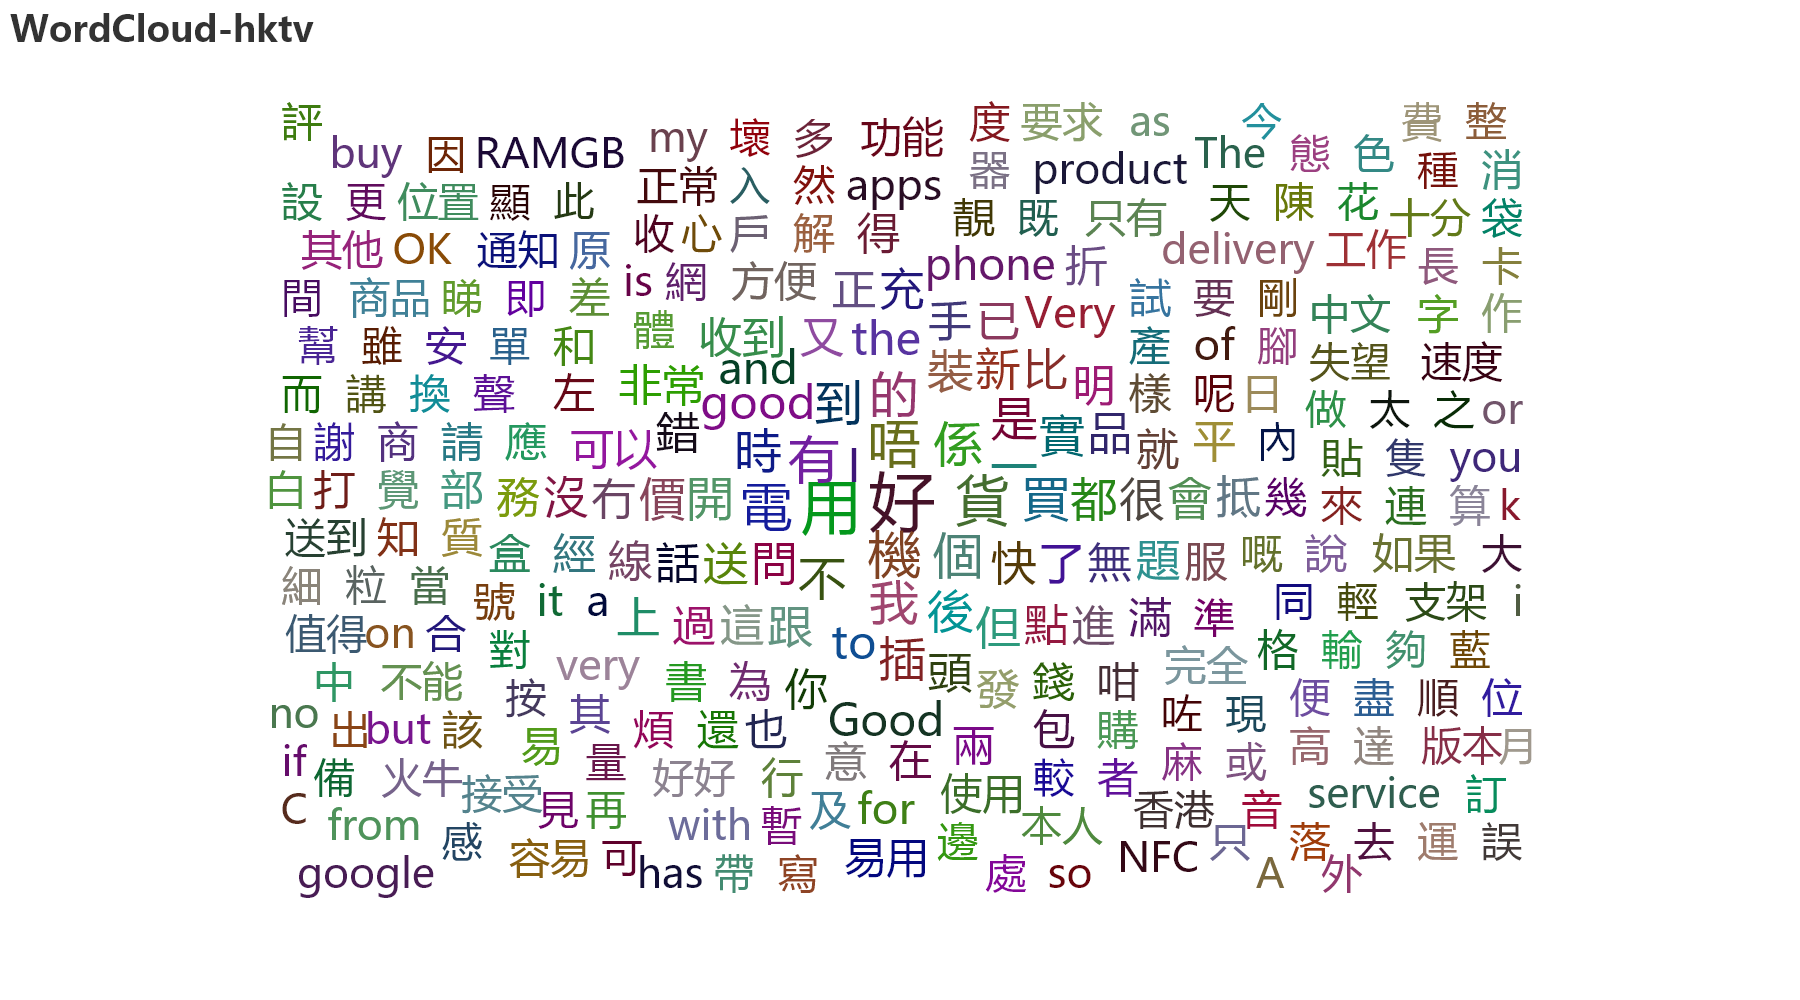 WordCloud-hktv
評 buy 因 RAMGB my 壞 多 功能 度 要求 as 今 費 整
設 更 位置 顯 此 正常 入 然 apps 器 product The 態 色 種 消
其他 OK 通知 原 收 心 戶 解 得 靚 既 只有 天 陳 花 十分 袋
間 商品 睇 即 差 is 網 方便 正 充 phone 折 delivery 工作 長 卡
幫 雖 安 單 和 體 收到 又 the 手 已 Very 試 要 剛 中文 字 作
而 講 換 聲 左 非常 and good 到 的 裝 新 比 明 產 of 腳 失望 速度
自 謝 商 請 應 可以 錯 時 有 I 唔 係 是 一 實 品 就 樣 呢 日 平 內 做 太 之 or
白 打 覺 部 務 沒 冇 價 開 電 用 好 貨 買 都 很 會 抵 幾 貼 隻 you 來 連 算 k
送到 知 質 盒 經 線 話 送 問 不 機 個 快 了 無 題 服 嘅 說 如果 大
細 粒 當 號 it a 上 過 這 跟 我 後 但 點 進 滿 準 同 輕 支架 i
值得 on 合 對 very to 插 頭 完全 格 輸 夠 藍
中 不能 按 其 書 為 你 發 錢 咁 便 盡 順 位
no 出 but 該 易 煩 還 也 Good 兩 包 購 咗 現 高 達 版本 月
if 備 火牛 接受 量 好好 行 意 在 使用 較 者 麻 或 service 訂
C from 感 見 再 with 暫 及 for 邊 本人 香港 音 只 落 去 運 誤
google 容易 可 has 帶 寫 易用 處 so NFC A 外